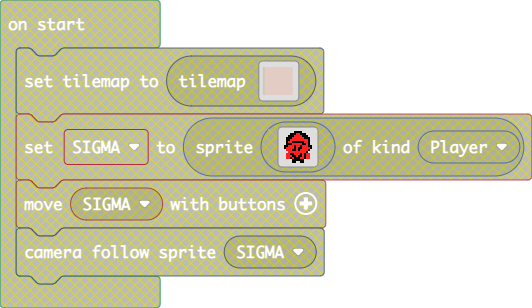 on start
set tilemap to tilemap
set SIGMA to sprite of kind Player
move SIGMA with buttons
camera follow sprite SIGMA